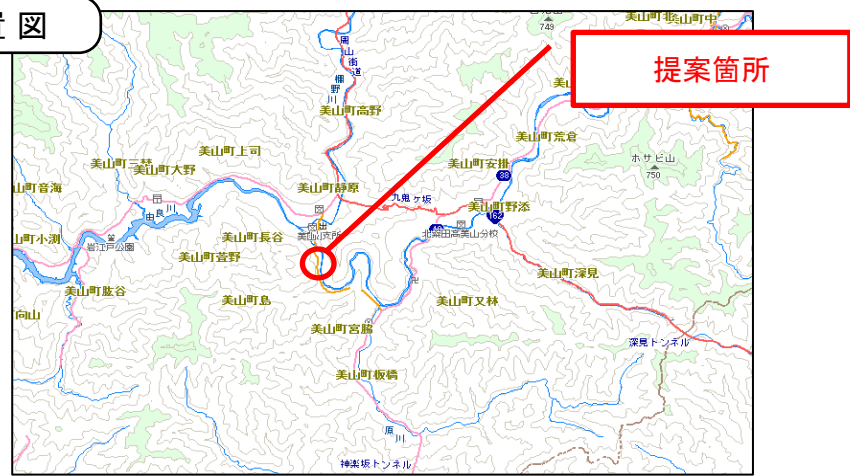 置図
749
美山町北
美山町中
提案箇所
周山街道
棚野川
美山町高野
美山町荒倉
美山町上司
美山町三埜
美山町大野
美山町安掛
38
ホサビ山
750
美山町音海
美山町静原
九鬼ヶ坂
美山町野添
162
由良川
北桑田高美山分校
美山支所
山町小渕
岩江戸公園
美山町長谷
美山町菅野
美山町深見
美山町肱谷
美山町島
美山町又林
向山
美山町宮脇
深見トンネル
美山町板橋
原川
神楽坂トンネル